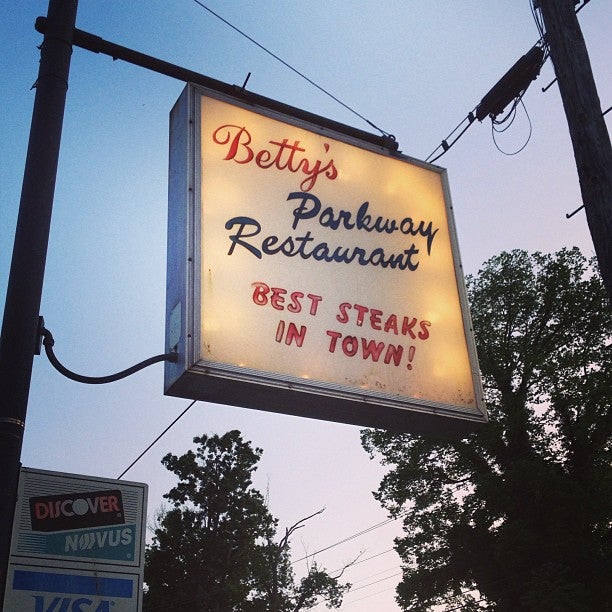 Betty's
Parkway
Restaurant
BEST STEAKS
IN TOWN!
DISCOVER
NOVUS
VISA